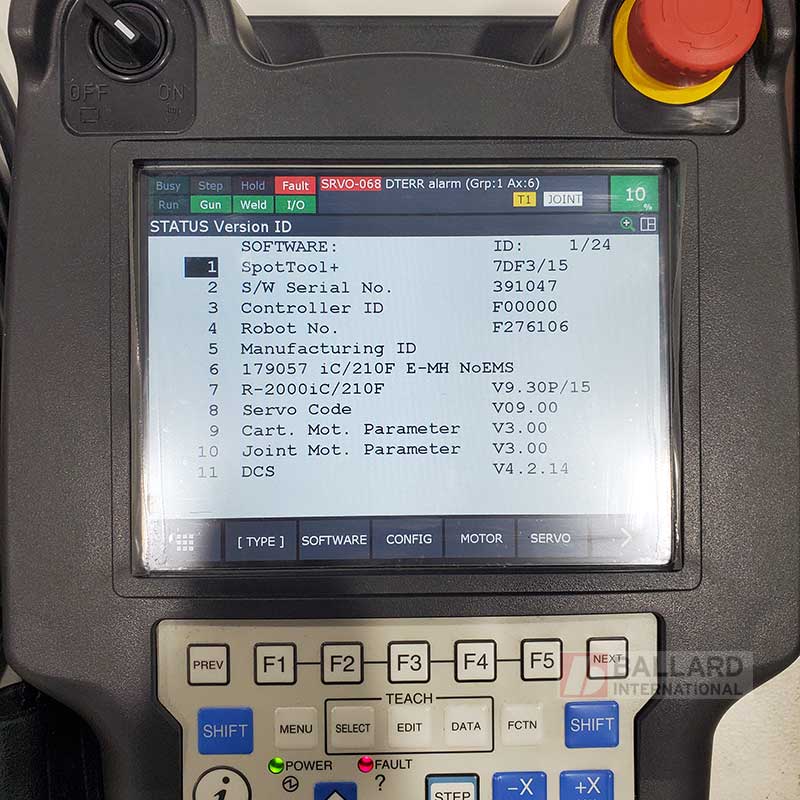 OFF ON
Busy Step Hold Fault SRVO-068 DTERR alarm (Grp:1 Ax:6)
Run Gun Weld I/O T1 JOINT 10 %
STATUS Version ID
SOFTWARE: ID: 1/24
1 SpotTool+ 7DF3/15
2 S/W Serial No. 391047
3 Controller ID F00000
4 Robot No. F276106
5 Manufacturing ID
6 179057 iC/210F E-MH NoEMS
7 R-2000iC/210F V9.30P/15
8 Servo Code V09.00
9 Cart. Mot. Parameter V3.00
10 Joint Mot. Parameter V3.00
11 DCS V4.2.14
[ TYPE ] SOFTWARE CONFIG MOTOR SERVO >
PREV F1 F2 F3 F4 F5 NEXT
BALLARD
INTERNATIONAL
TEACH
SHIFT MENU SELECT EDIT DATA FCTN SHIFT
POWER FAULT
i ? STEP -X +X